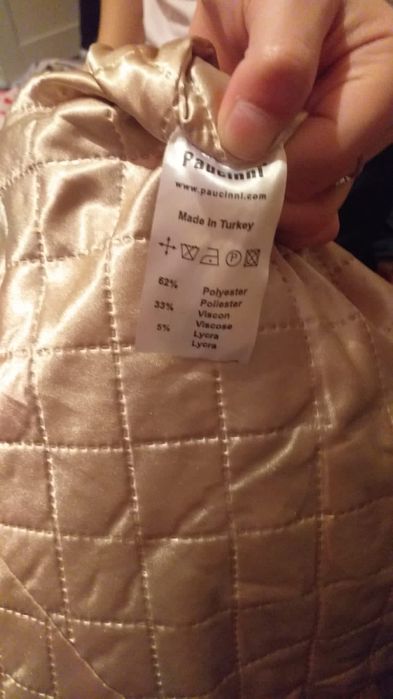 Paucinni
www.paucinni.com
Made in Turkey
P
62% Polyester
Poliester
33% Viscon
Viscose
5% Lycra
Lycra